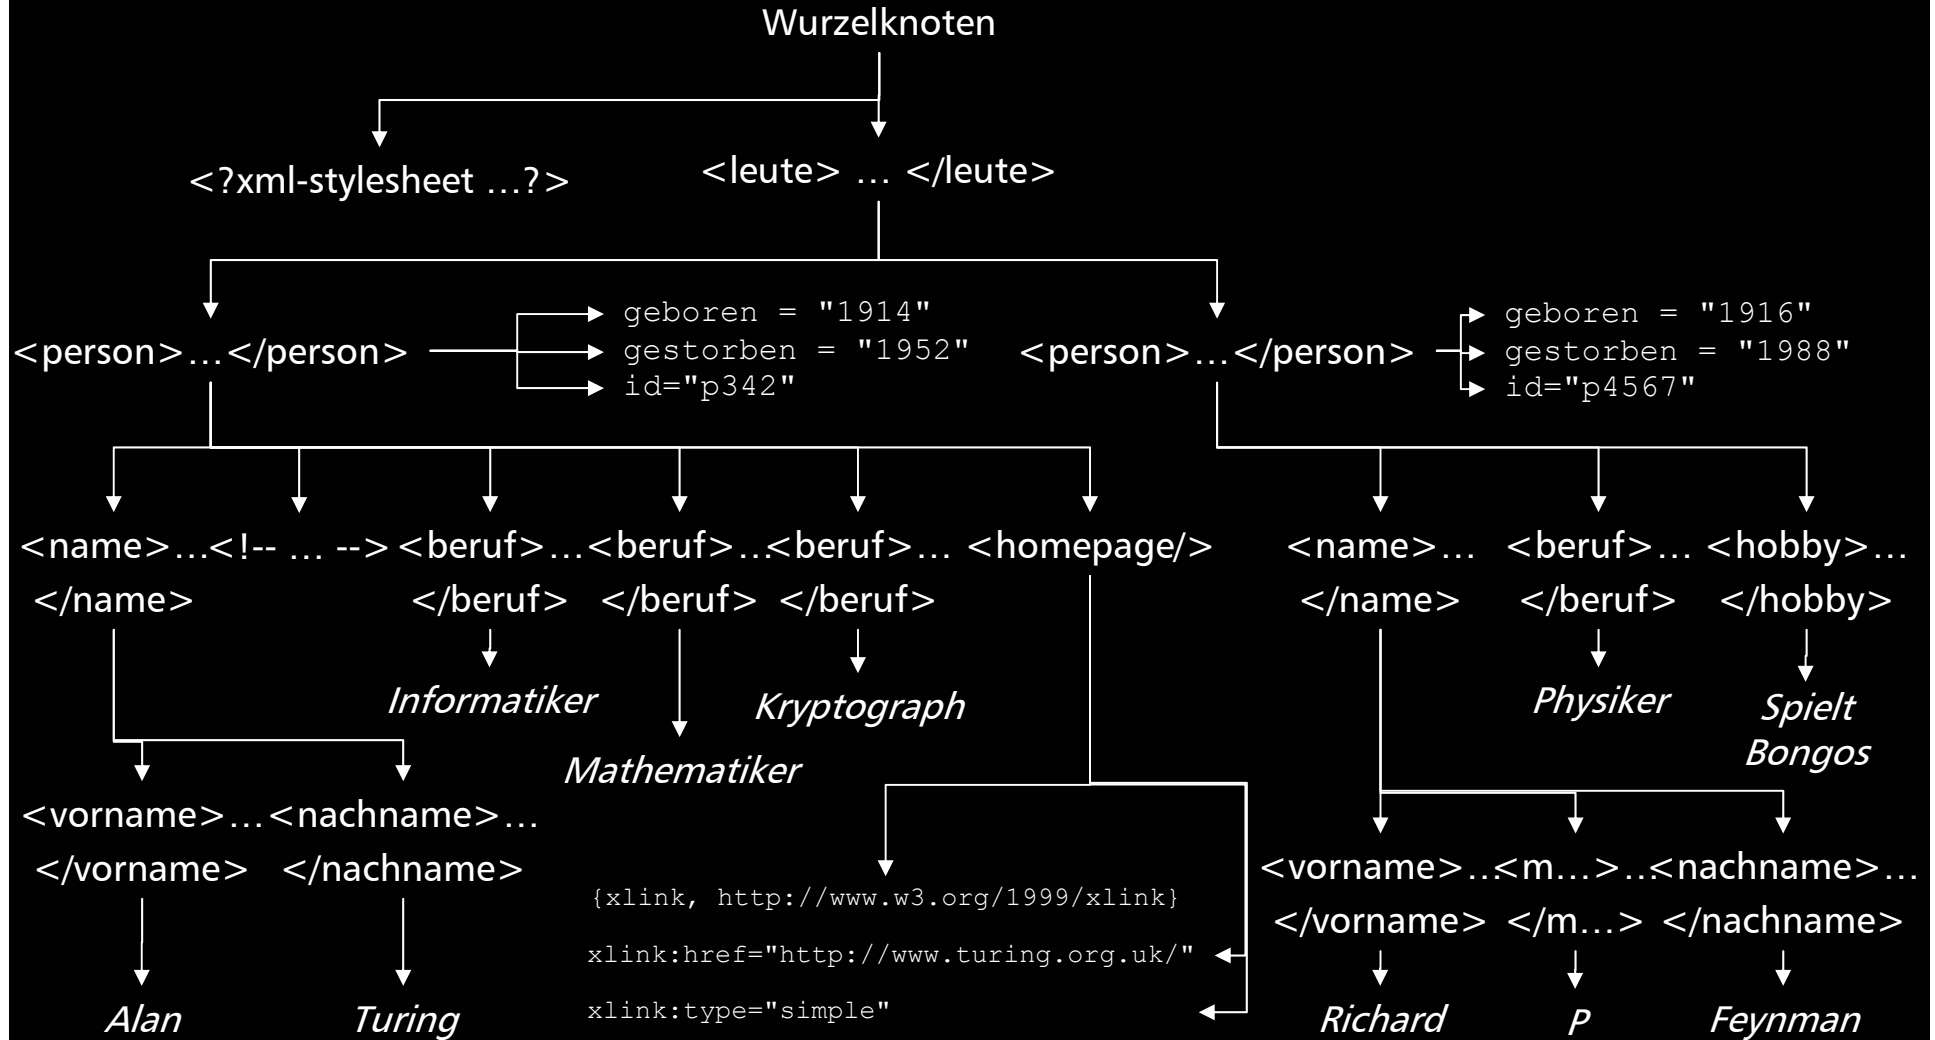 Wurzelknoten
<?xml-stylesheet …?>
<leute> … </leute>
<person>…</person>
geboren = "1914"
gestorben = "1952"
id="p342"
<person>…</person>
geboren = "1916"
gestorben = "1988"
id="p4567"
<name>…
</name>
<!-- … -->
<beruf>…
</beruf>
<beruf>…
</beruf>
<beruf>…
</beruf>
<homepage/>
<name>…
</name>
<beruf>…
</beruf>
<hobby>…
</hobby>
Informatiker
Mathematiker
Kryptograph
Physiker
Spielt
Bongos
<vorname>…
</vorname>
<nachname>…
</nachname>
{xlink, http://www.w3.org/1999/xlink}
xlink:href="http://www.turing.org.uk/"
xlink:type="simple"
<vorname>…
</vorname>
<m…>…
</m…>
<nachname>…
</nachname>
Alan
Turing
Richard
P
Feynman